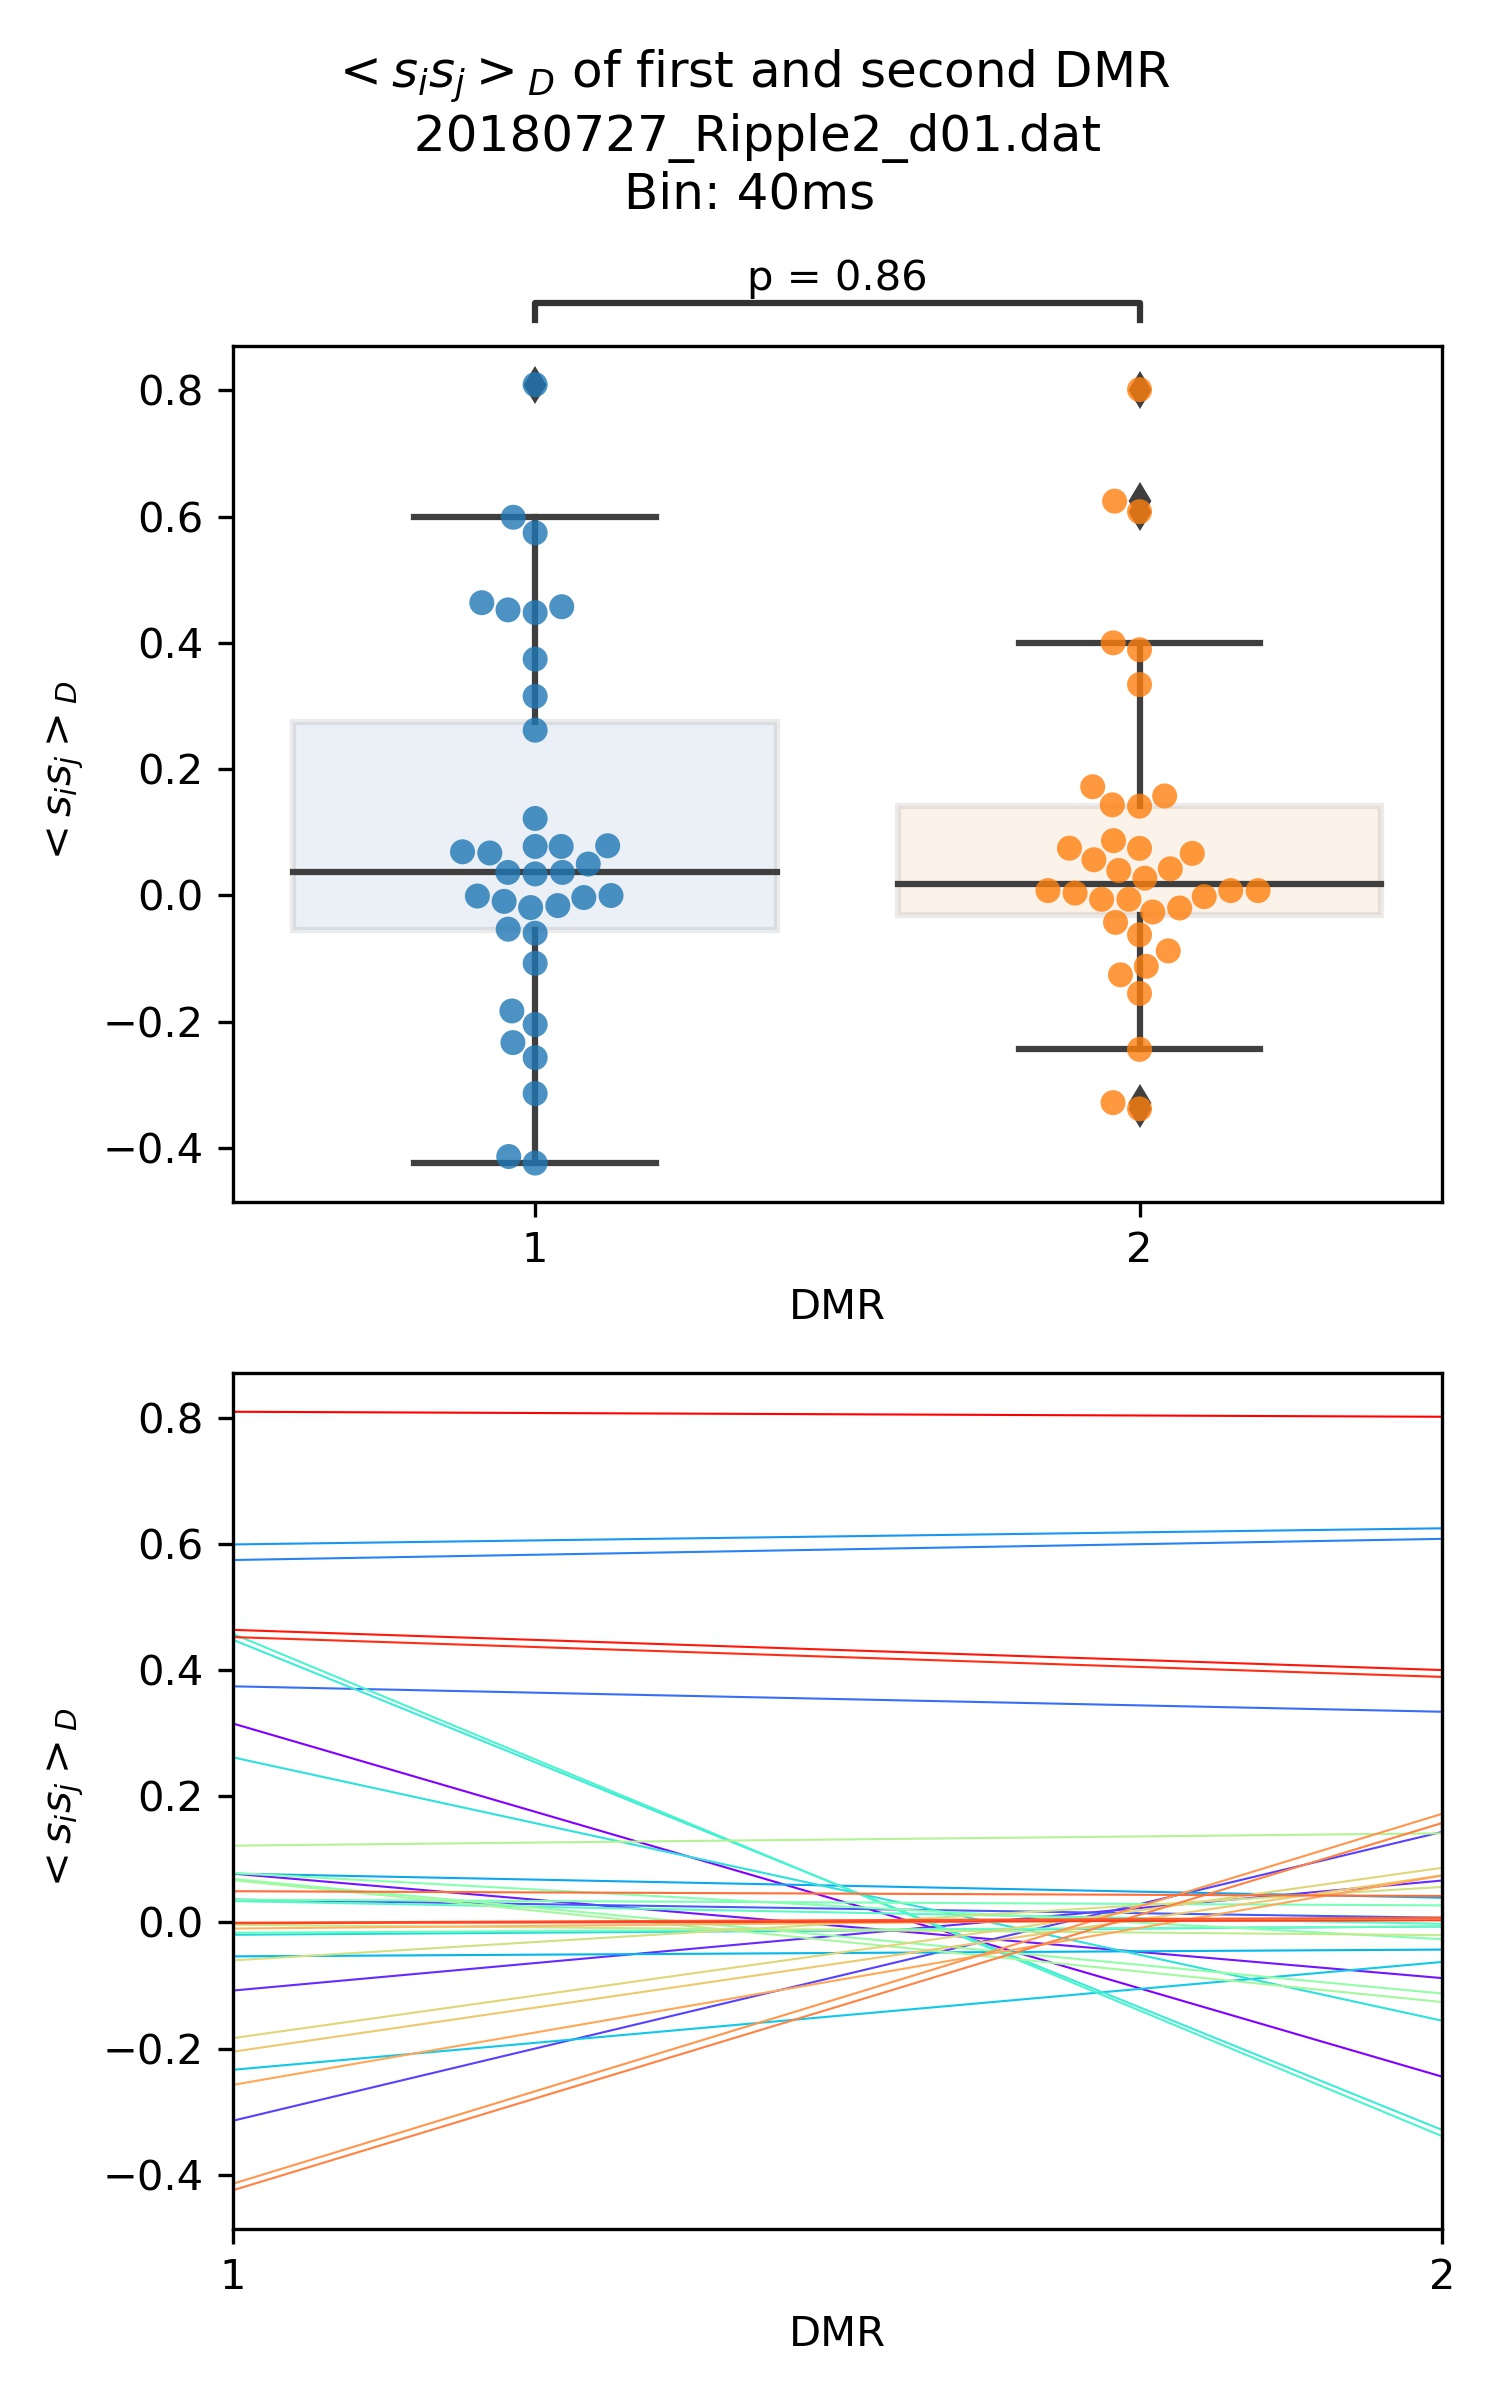 < s_i s_j >_D of first and second DMR
20180727_Ripple2_d01.dat
Bin: 40ms
p = 0.86
0.8
0.6
0.4
0.2
0.0
−0.2
−0.4
< s_i s_j >_D
1 2
DMR
0.8
0.6
0.4
0.2
0.0
−0.2
−0.4
< s_i s_j >_D
1 2
DMR